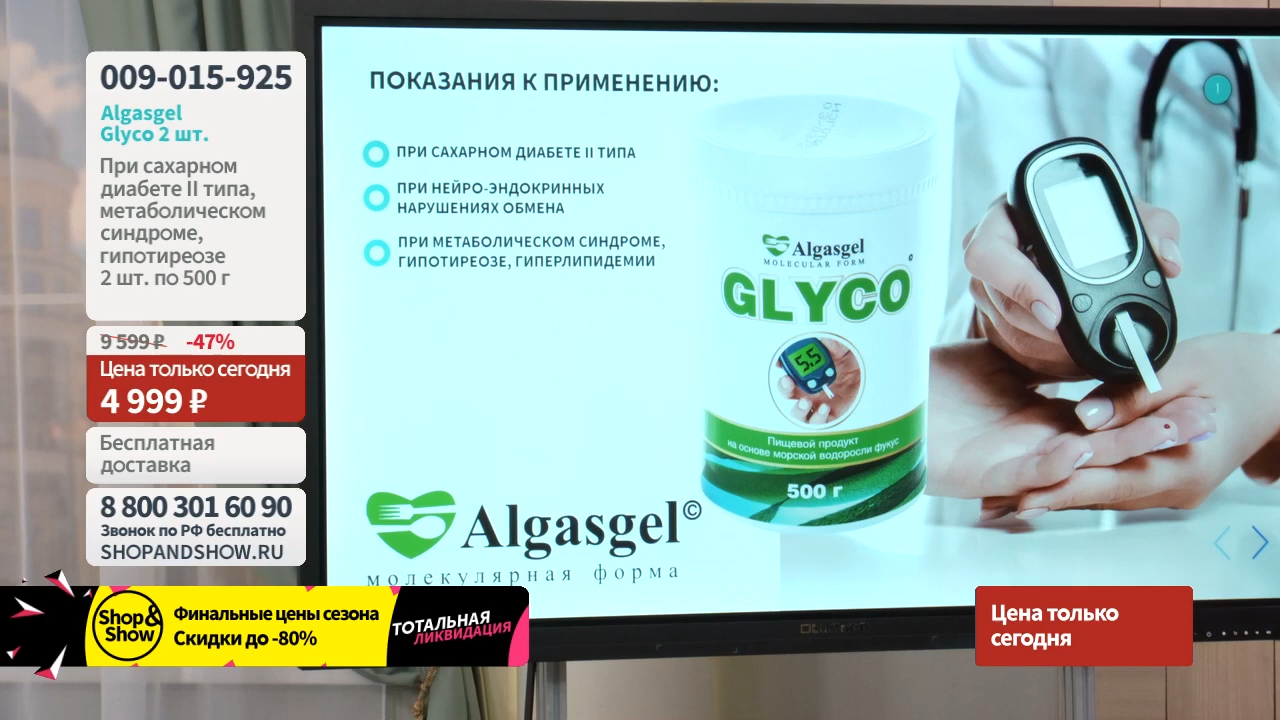 009-015-925
Algasgel
Glyco 2 шт.
При сахарном
диабете II типа,
метаболическом
синдроме,
гипотиреозе
2 шт. по 500 г
9 599 ₽ -47%
Цена только сегодня
4 999 ₽
Бесплатная
доставка
8 800 301 60 90
Звонок по РФ бесплатно
SHOPANDSHOW.RU
ПОКАЗАНИЯ К ПРИМЕНЕНИЮ:
ПРИ САХАРНОМ ДИАБЕТЕ II ТИПА
ПРИ НЕЙРО-ЭНДОКРИННЫХ
НАРУШЕНИЯХ ОБМЕНА
ПРИ МЕТАБОЛИЧЕСКОМ СИНДРОМЕ,
ГИПОТИРЕОЗЕ, ГИПЕРЛИПИДЕМИИ
Algasgel©
молекулярная форма
Algasgel
MOLECULAR FORM
GLYCO
5.5
Пищевой продукт
на основе морской водоросли фукус
500 г
1
Shop&
Show
Финальные цены сезона
Скидки до -80%
ТОТАЛЬНАЯ
ЛИКВИДАЦИЯ
Цена только
сегодня